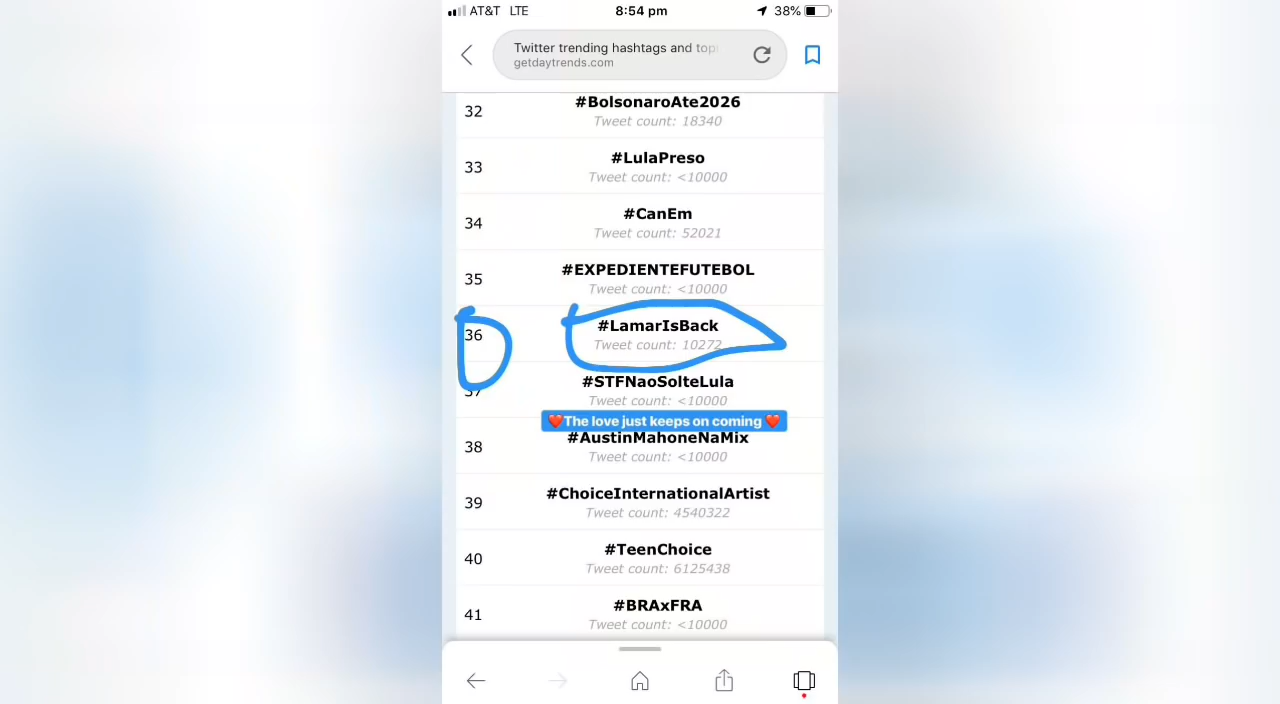 AT&T LTE 8:54 pm 38%
Twitter trending hashtags and top
getdaytrends.com
32 #BolsonaroAte2026
Tweet count: 18340
33 #LulaPreso
Tweet count: <10000
34 #CanEm
Tweet count: 52021
35 #EXPEDIENTEFUTEBOL
Tweet count: <10000
36 #LamarIsBack
Tweet count: 10272
37 #STFNaoSolteLula
Tweet count: <10000
❤️The love just keeps on coming ❤️
38 #AustinMahoneNaMix
Tweet count: <10000
39 #ChoiceInternationalArtist
Tweet count: 4540322
40 #TeenChoice
Tweet count: 6125438
41 #BRAxFRA
Tweet count: <10000